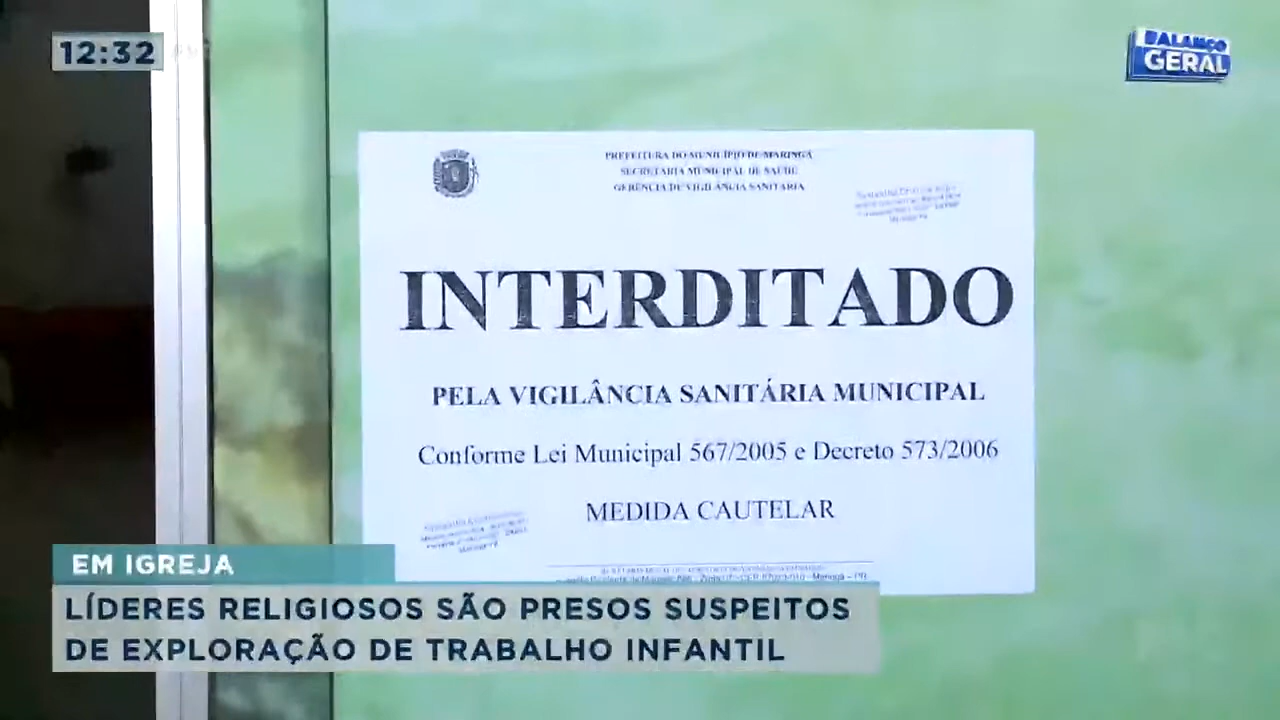 12:32
BALANÇO
GERAL
PREFEITURA DO MUNICÍPIO DE MARINGÁ
SECRETARIA MUNICIPAL DE SAÚDE
GERÊNCIA DE VIGILÂNCIA SANITÁRIA
INTERDITADO
PELA VIGILÂNCIA SANITÁRIA MUNICIPAL
Conforme Lei Municipal 567/2005 e Decreto 573/2006
MEDIDA CAUTELAR
Maringá – PR
EM IGREJA
LÍDERES RELIGIOSOS SÃO PRESOS SUSPEITOS
DE EXPLORAÇÃO DE TRABALHO INFANTIL